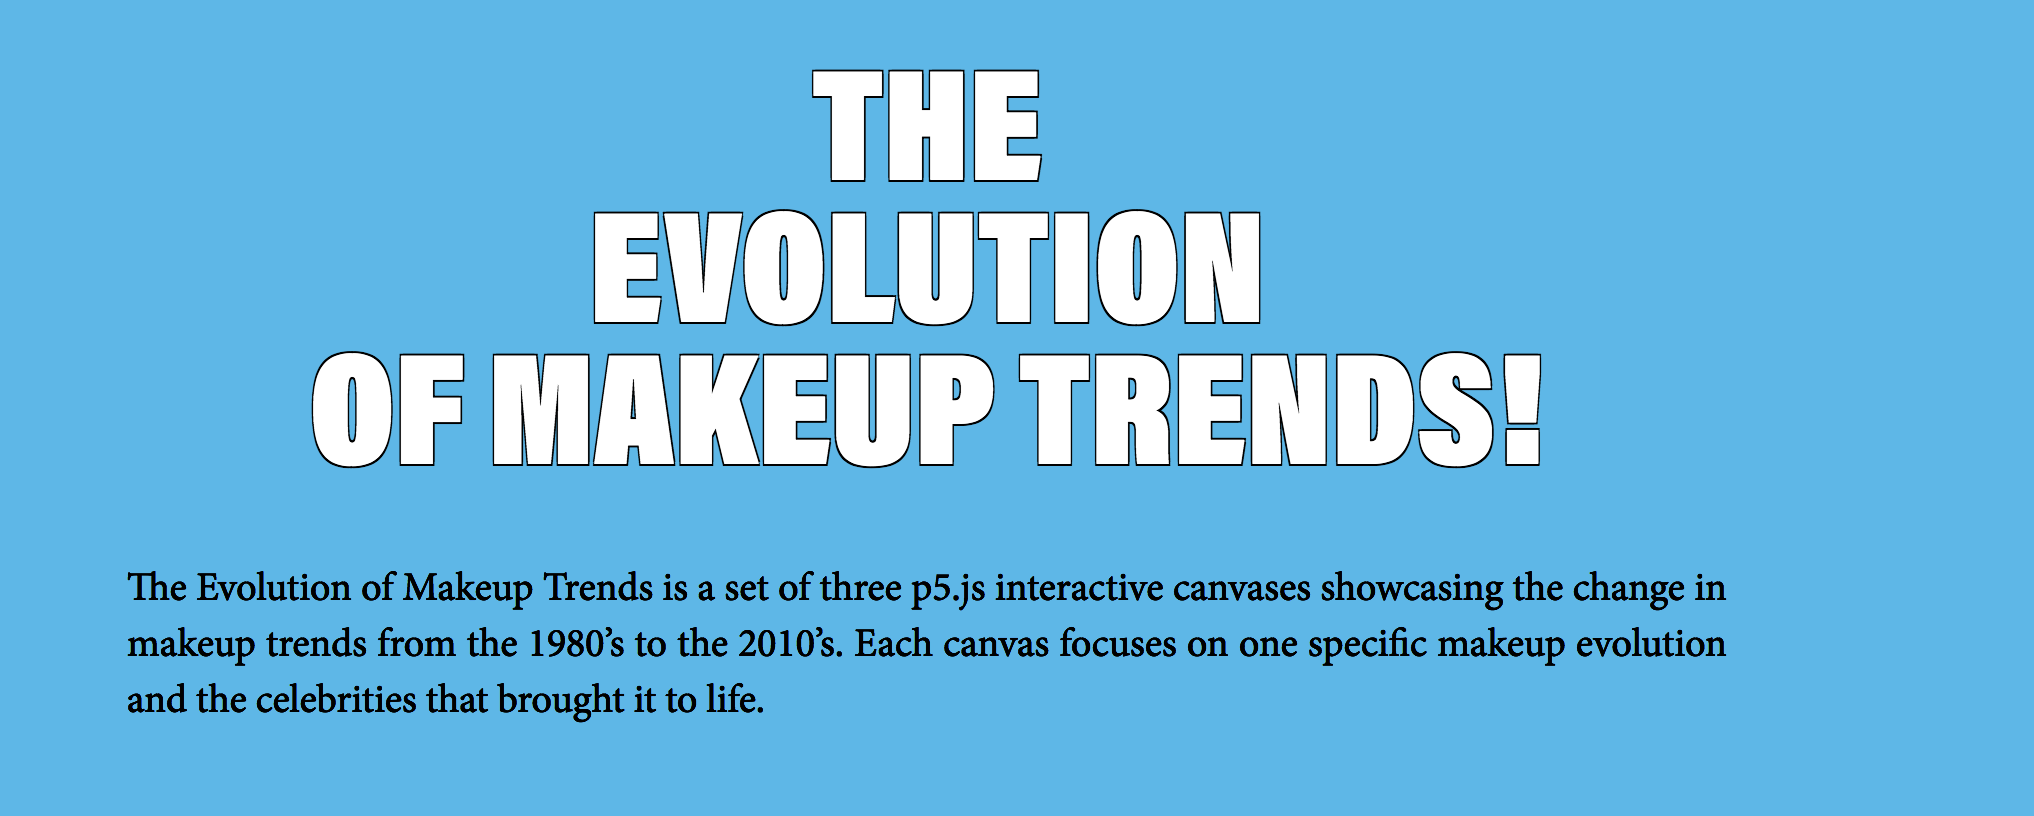 THE
EVOLUTION
OF MAKEUP TRENDS!
The Evolution of Makeup Trends is a set of three p5.js interactive canvases showcasing the change in
makeup trends from the 1980’s to the 2010’s. Each canvas focuses on one specific makeup evolution
and the celebrities that brought it to life.